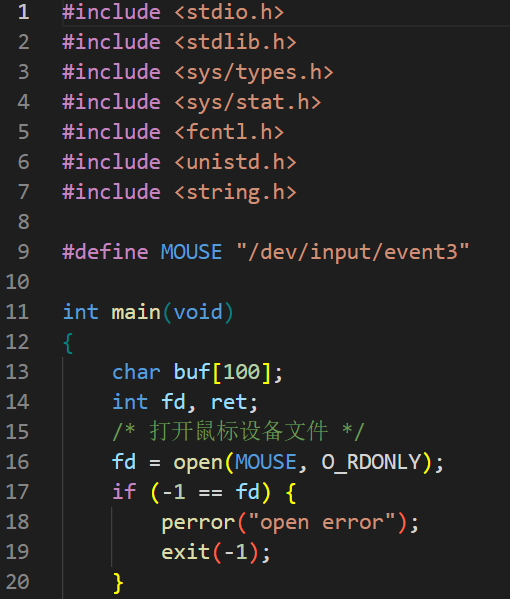 1 #include <stdio.h>
2 #include <stdlib.h>
3 #include <sys/types.h>
4 #include <sys/stat.h>
5 #include <fcntl.h>
6 #include <unistd.h>
7 #include <string.h>
8
9 #define MOUSE "/dev/input/event3"
10
11 int main(void)
12 {
13     char buf[100];
14     int fd, ret;
15     /* 打开鼠标设备文件 */
16     fd = open(MOUSE, O_RDONLY);
17     if (-1 == fd) {
18         perror("open error");
19         exit(-1);
20     }